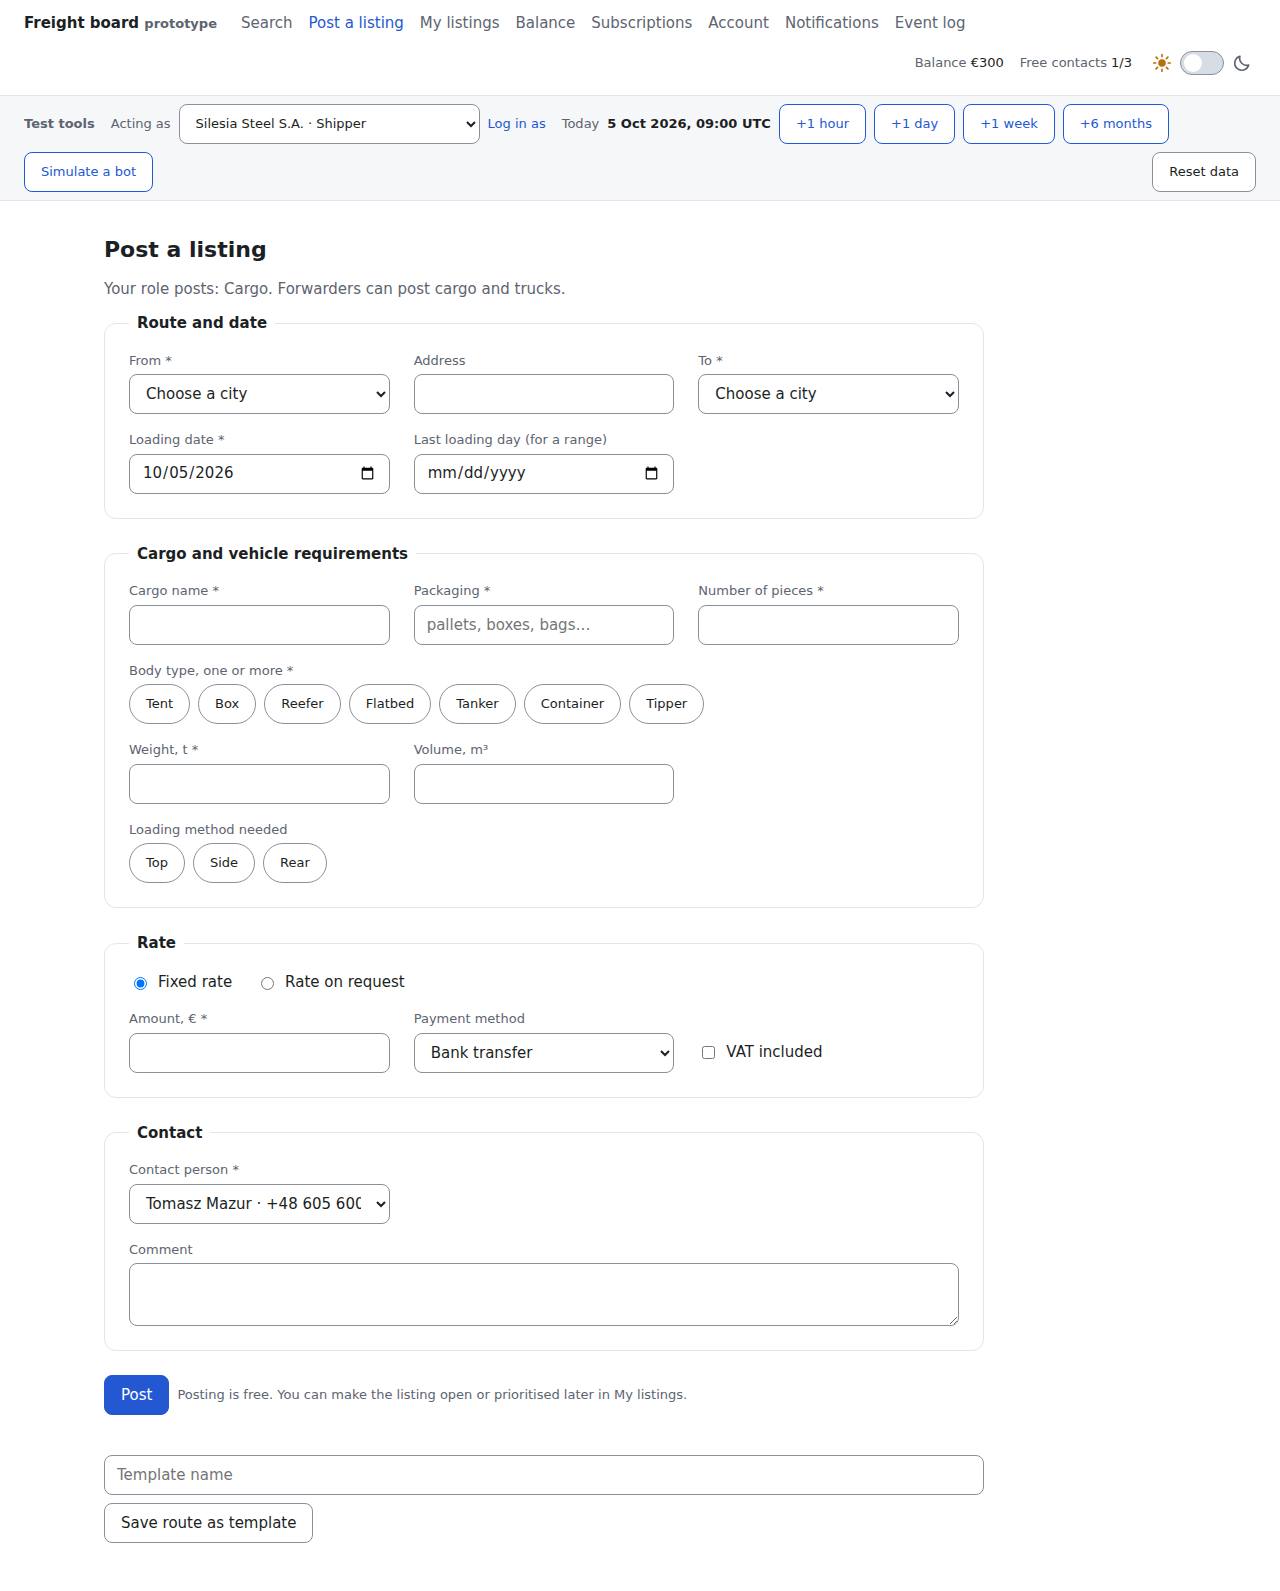 Freight board prototype Search Post a listing My listings Balance Subscriptions Account Notifications Event log
Balance €300 Free contacts 1/3
Test tools Acting as Silesia Steel S.A. · Shipper Log in as Today 5 Oct 2026, 09:00 UTC +1 hour +1 day +1 week +6 months
Simulate a bot Reset data
Post a listing
Your role posts: Cargo. Forwarders can post cargo and trucks.
Route and date
From * Address To *
Choose a city Choose a city
Loading date * Last loading day (for a range)
10/05/2026 mm/dd/yyyy
Cargo and vehicle requirements
Cargo name * Packaging * Number of pieces *
pallets, boxes, bags...
Body type, one or more *
Tent Box Reefer Flatbed Tanker Container Tipper
Weight, t * Volume, m³
Loading method needed
Top Side Rear
Rate
Fixed rate Rate on request
Amount, € * Payment method
Bank transfer VAT included
Contact
Contact person *
Tomasz Mazur · +48 605 600
Comment
Post Posting is free. You can make the listing open or prioritised later in My listings.
Template name
Save route as template